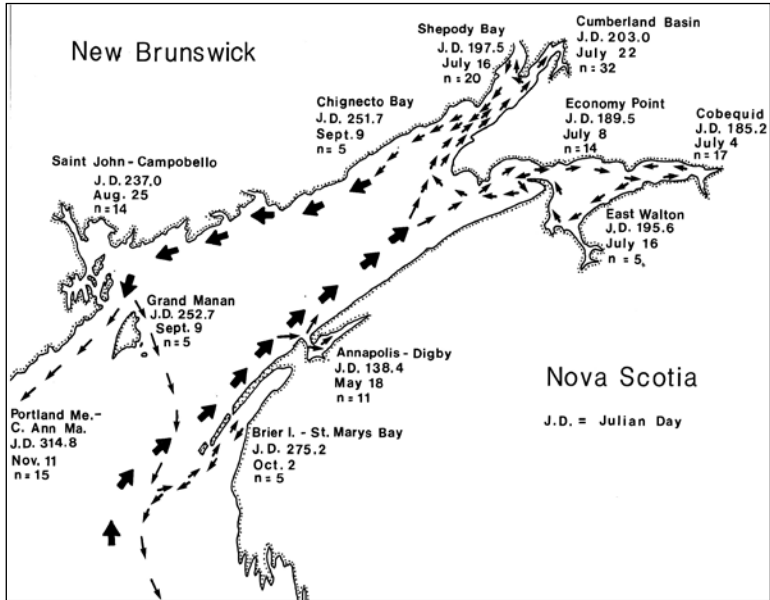 New Brunswick
Shepody Bay
J.D. 197.5
July 16
n=20
Cumberland Basin
J.D. 203.0
July 22
n=32
Chignecto Bay
J.D. 251.7
Sept. 9
n=5
Economy Point
J.D. 189.5
July 8
n=14
Cobequid
J.D. 185.2
July 4
n=17
Saint John-Campobello
J.D. 237.0
Aug. 25
n=14
East Walton
J.D. 195.6
July 16
n=5.
Grand Manan
J.D. 252.7
Sept. 9
n=5
Annapolis-Digby
J.D. 138.4
May 18
n=11
Nova Scotia
J.D. = Julian Day
Portland Me.-
C. Ann Ma.
J.D. 314.8
Nov. 11
n=15
Brier I. - St. Marys Bay
J.D. 275.2
Oct. 2
n=5